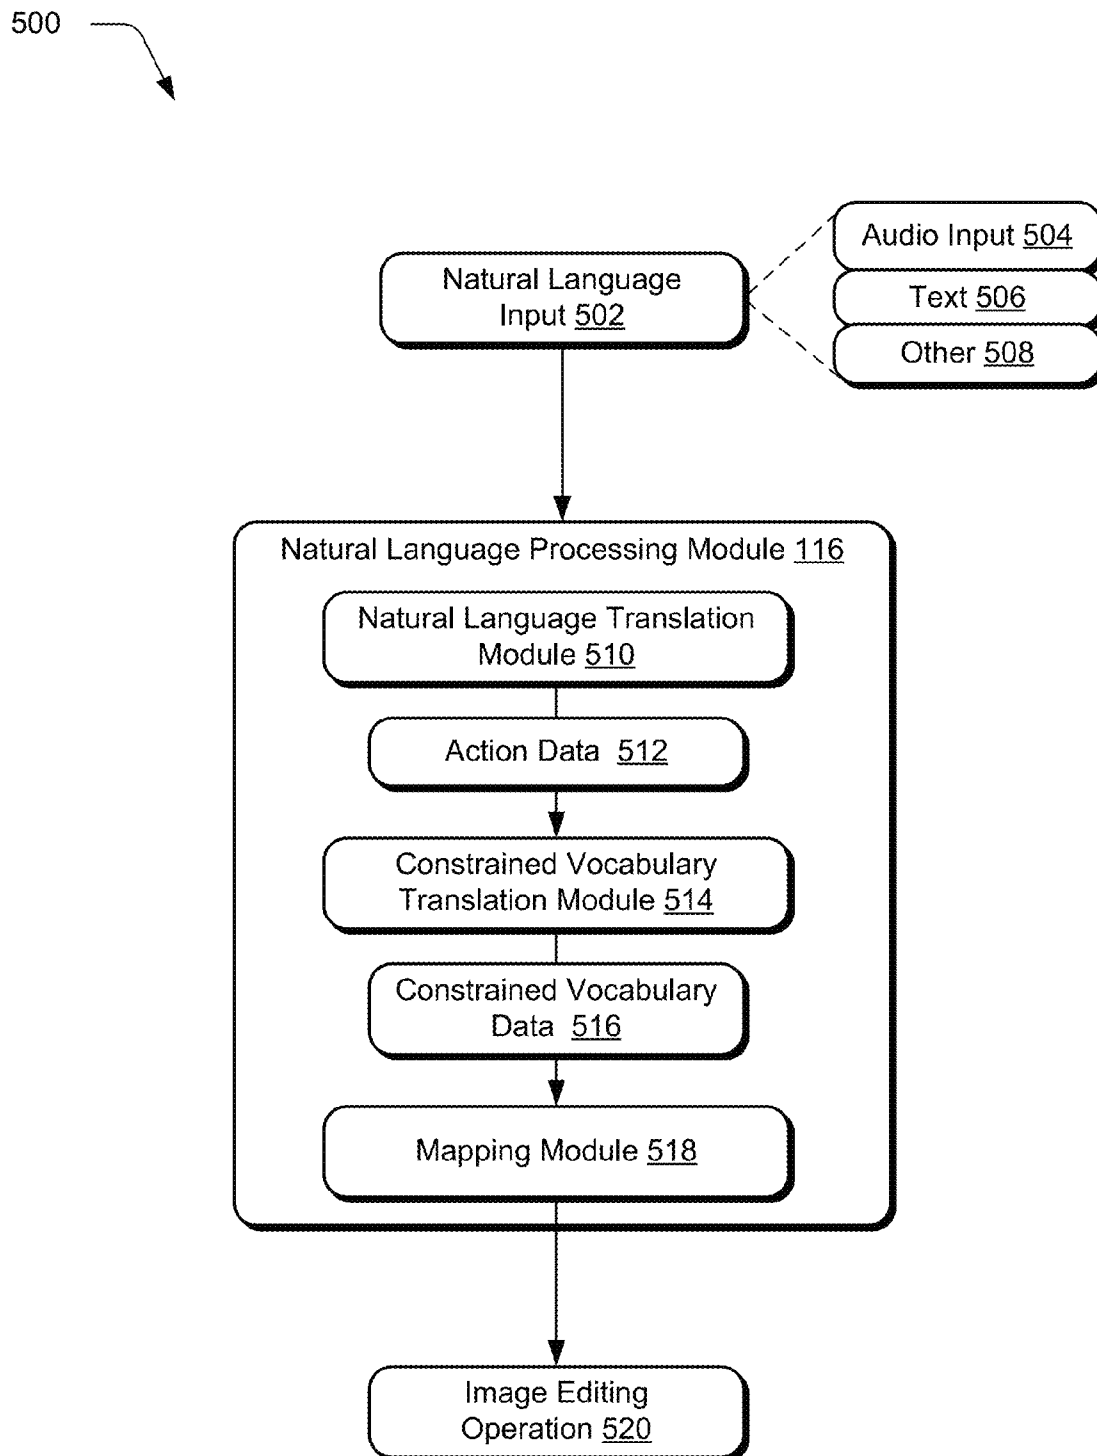 500
Audio Input 504
Natural Language
Input 502
Text 506
Other 508
Natural Language Processing Module 116
Natural Language Translation
Module 510
Action Data 512
Constrained Vocabulary
Translation Module 514
Constrained Vocabulary
Data 516
Mapping Module 518
Image Editing
Operation 520